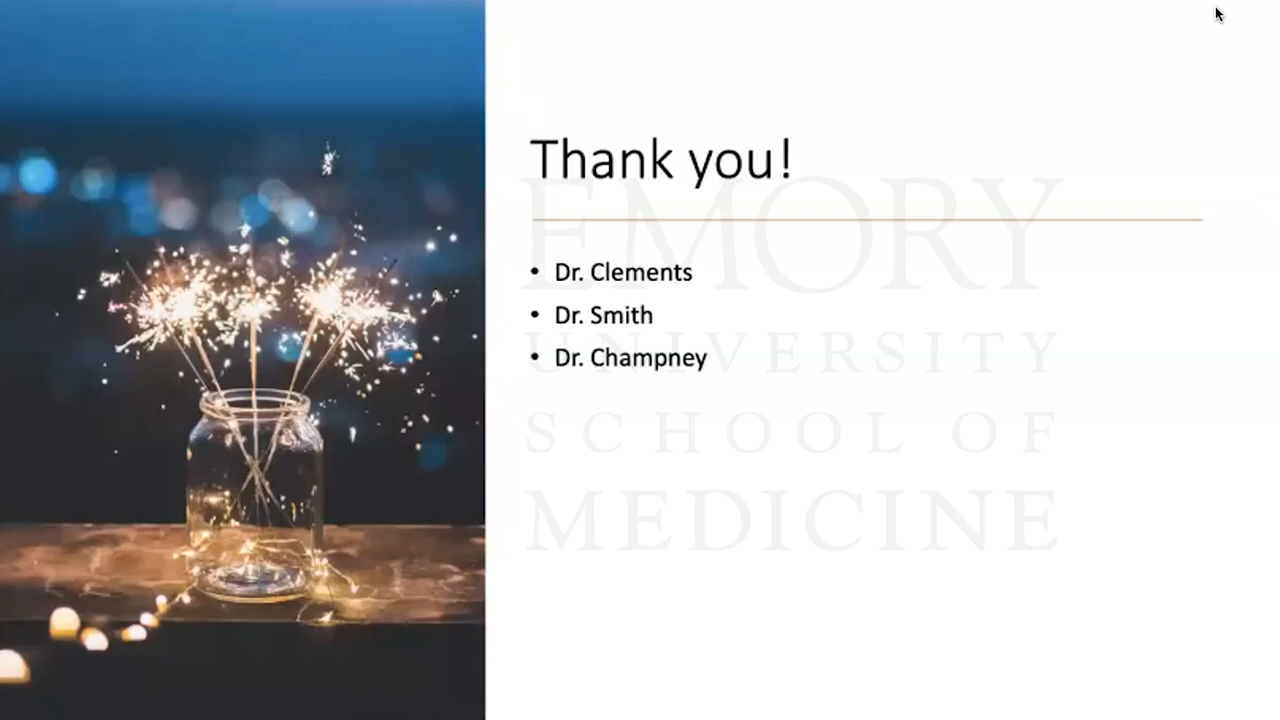 Thank you!
• Dr. Clements
• Dr. Smith
• Dr. Champney
EMORY
UNIVERSITY
SCHOOL OF
MEDICINE